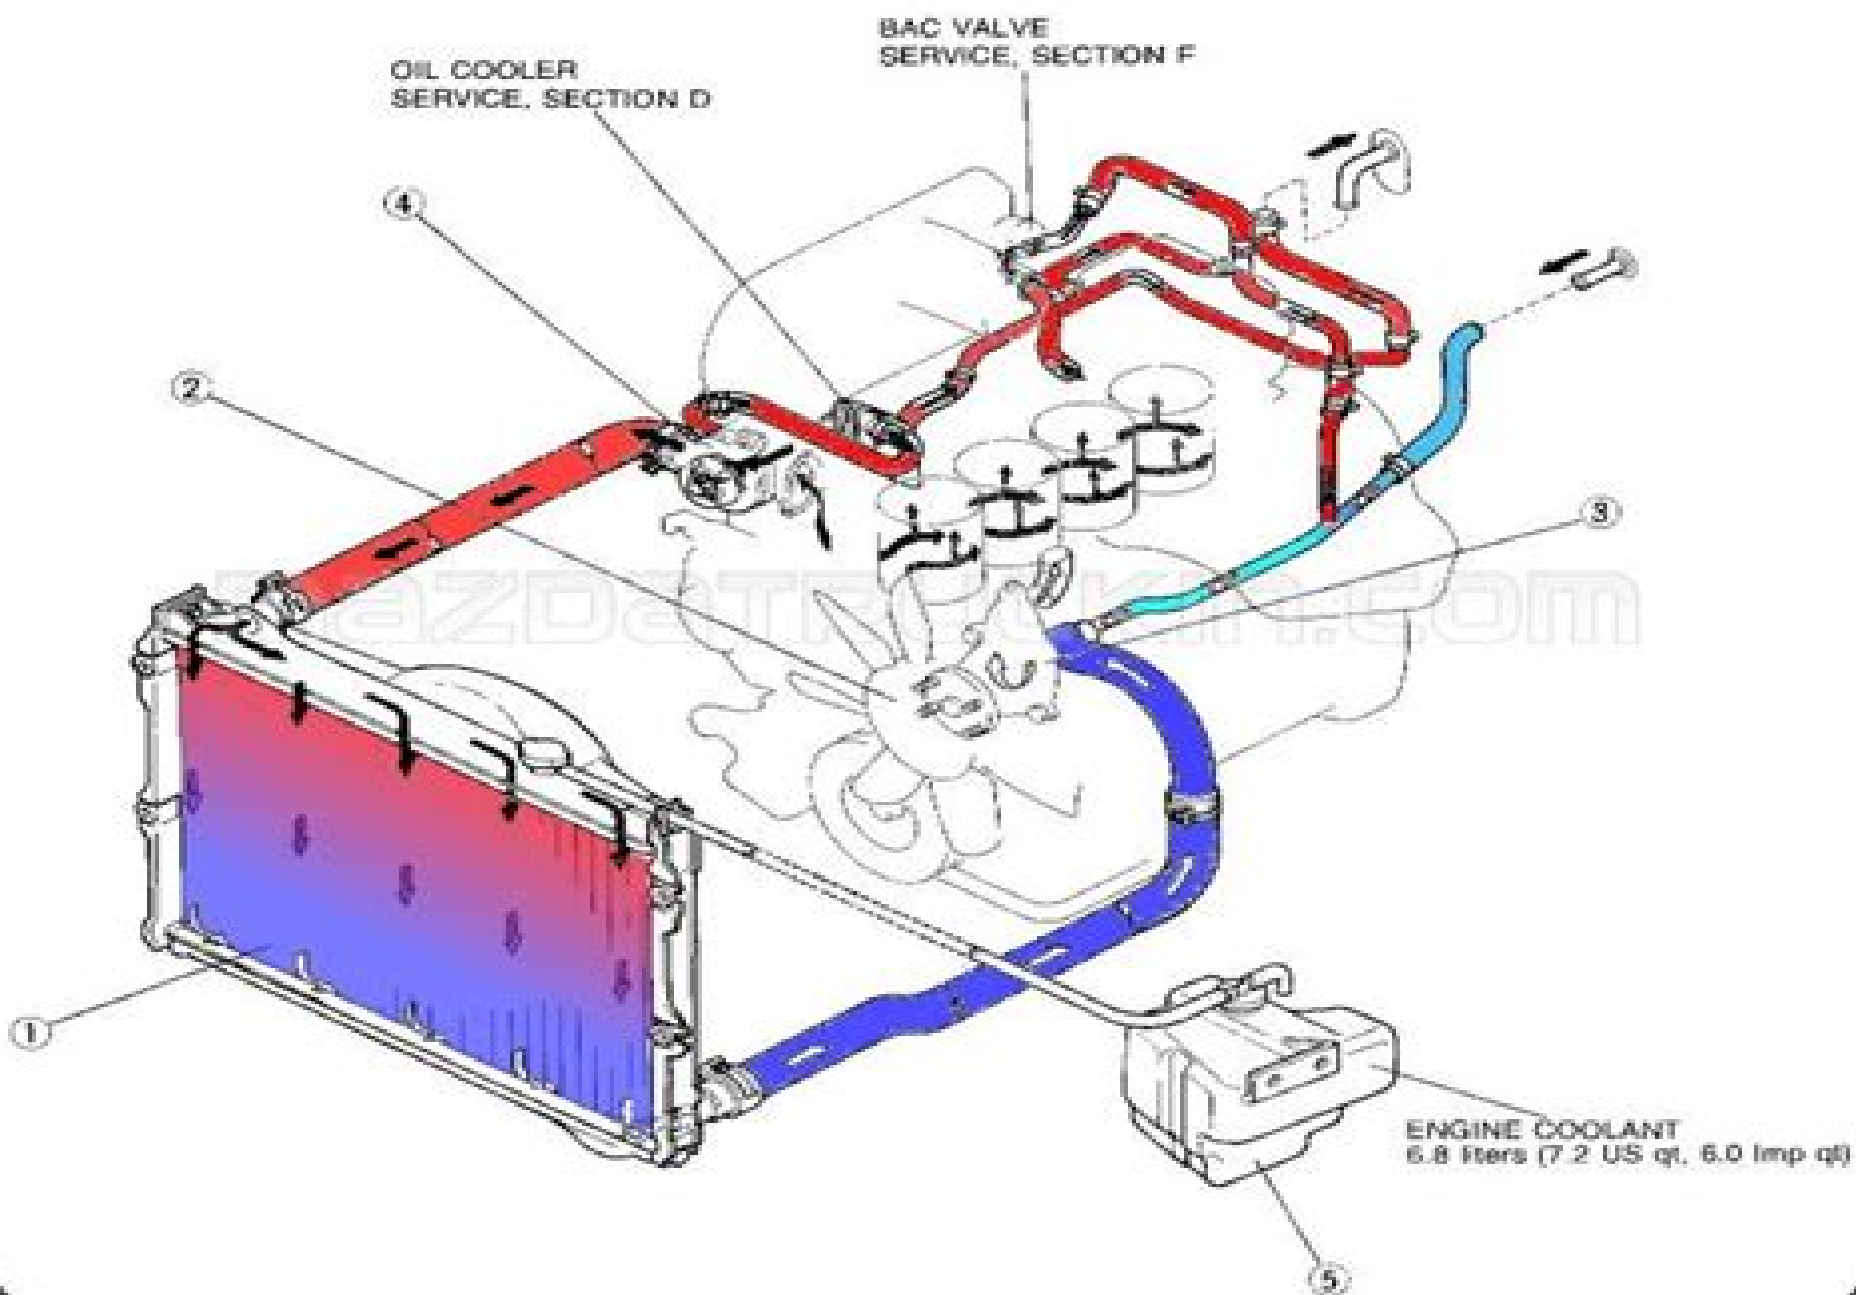 BAC VALVE
SERVICE, SECTION F
OIL COOLER
SERVICE, SECTION D
4
2
3
1
ENGINE COOLANT
6.8 liters (7.2 US qt, 6.0 Imp qt)
5